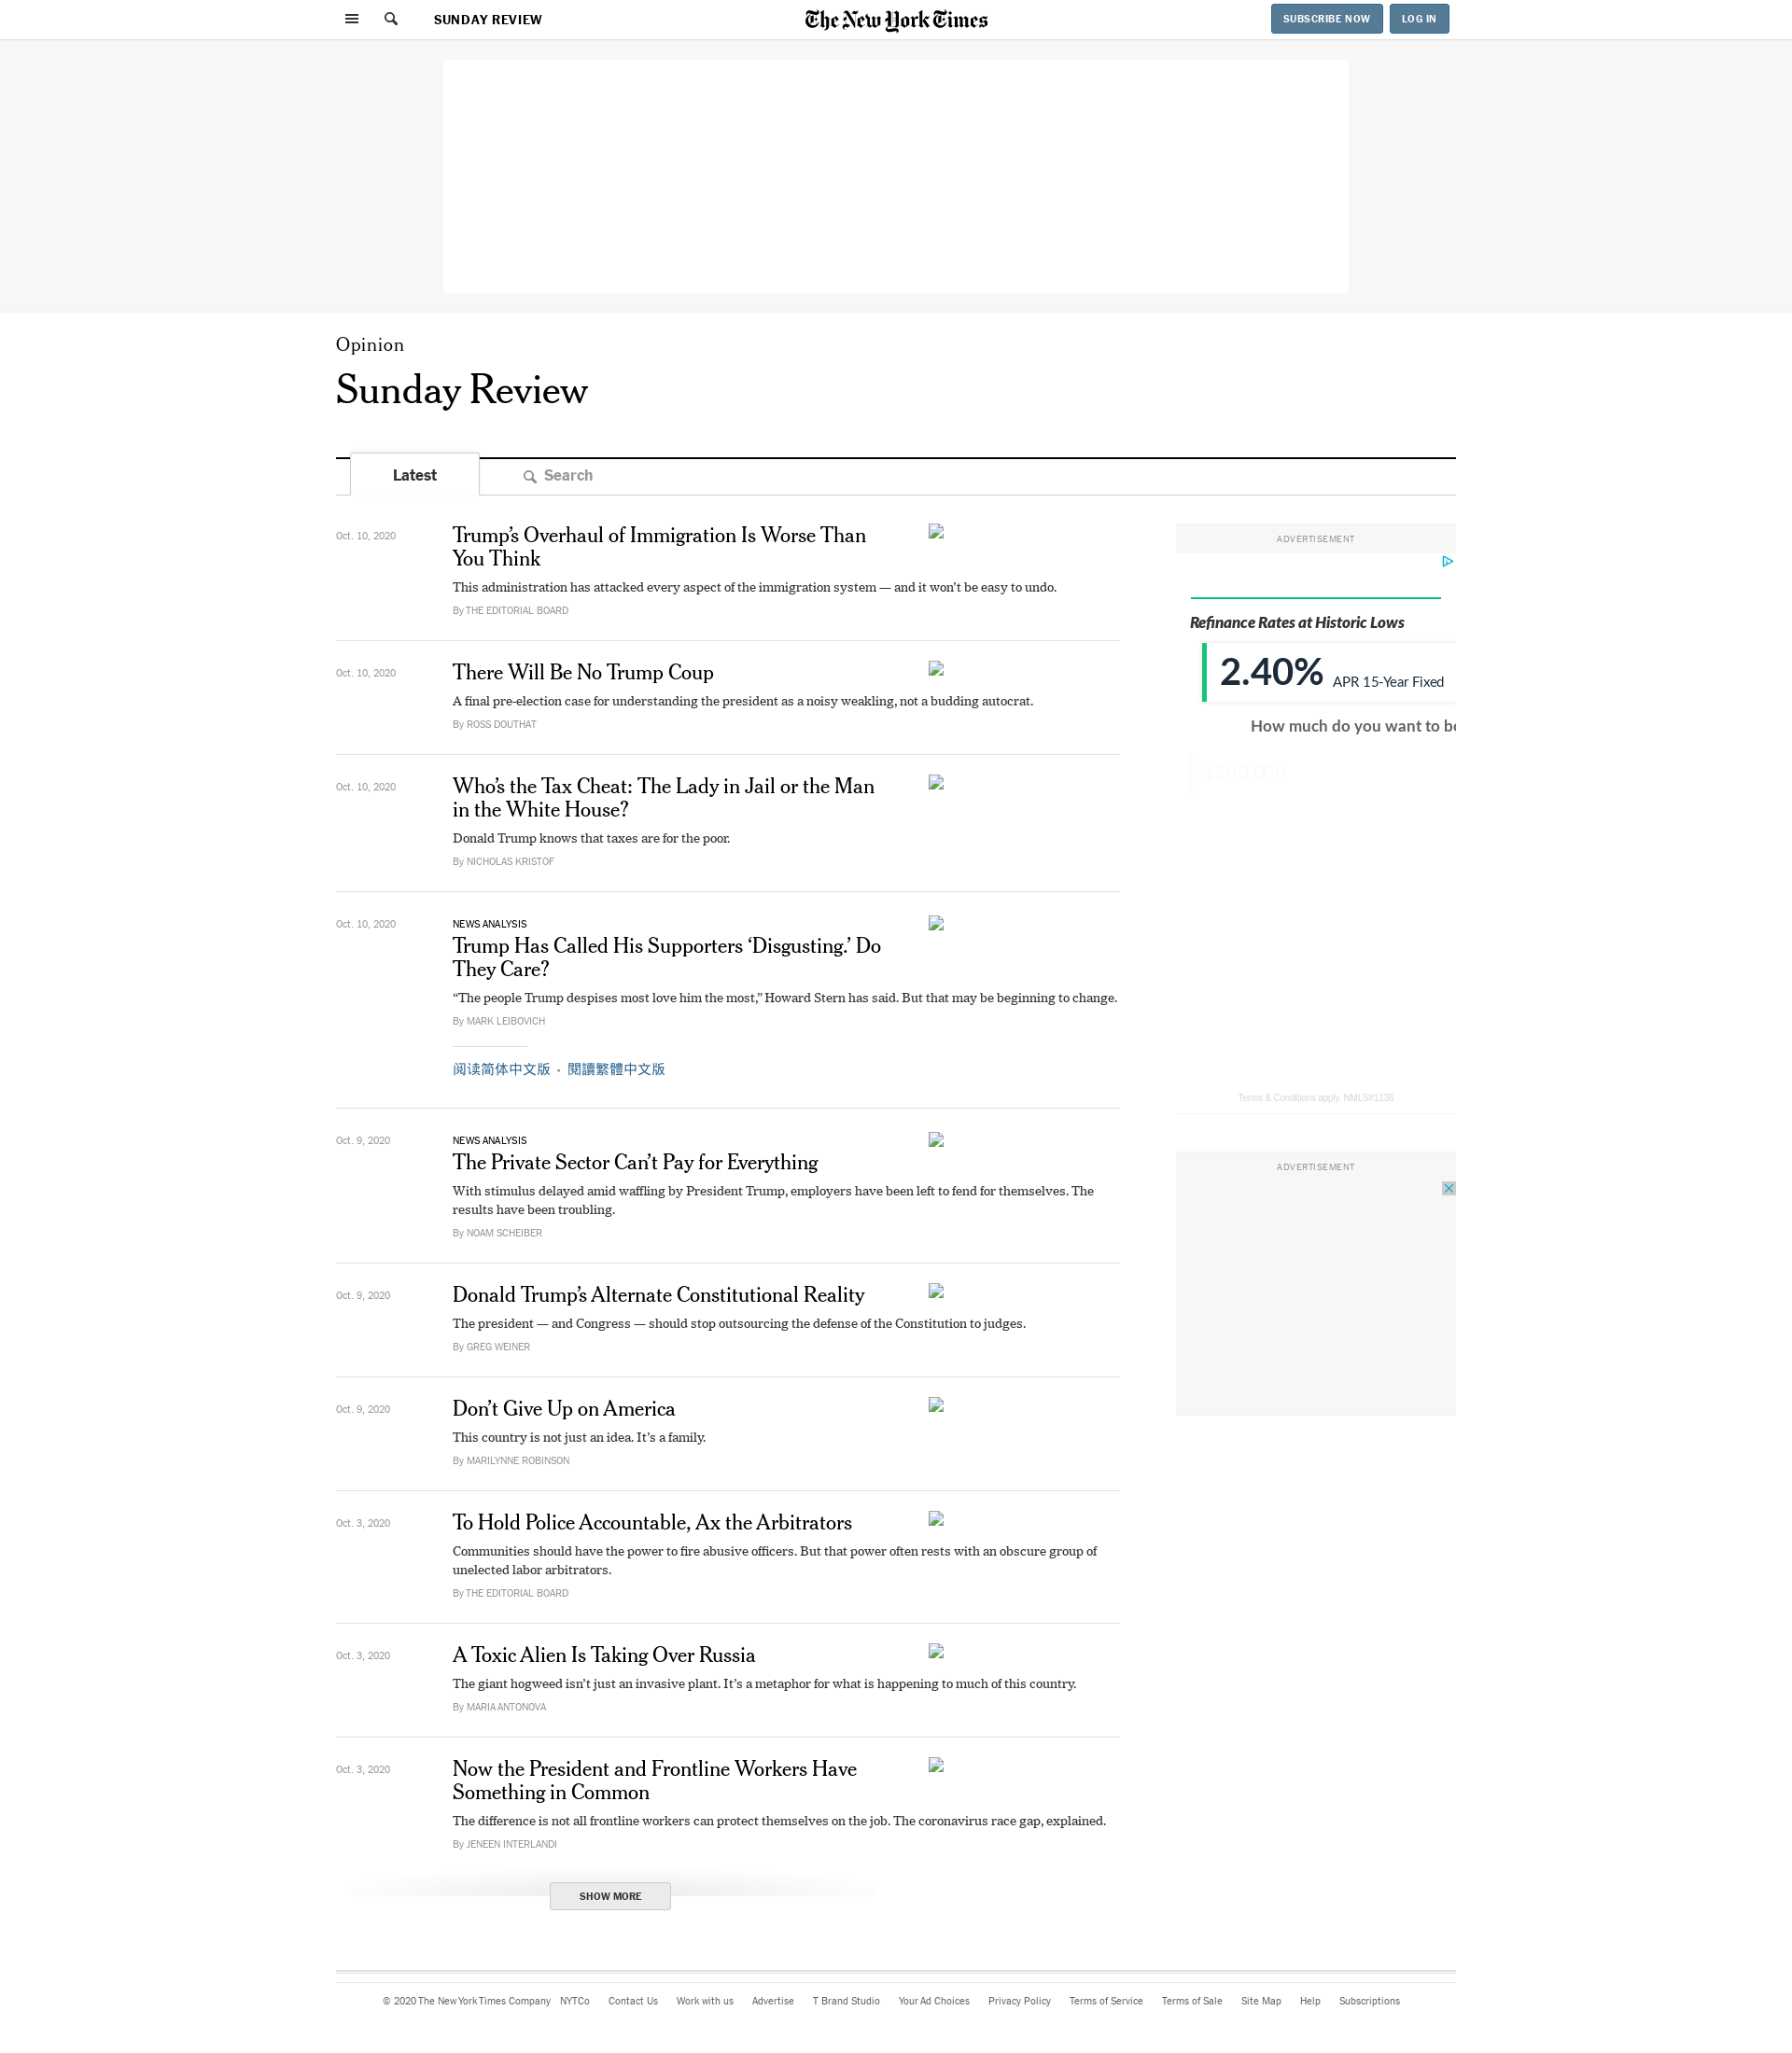 SUNDAY REVIEW
The New York Times
SUBSCRIBE NOW
LOG IN
Opinion
Sunday Review
Latest
Search
Oct. 10, 2020
Trump’s Overhaul of Immigration Is Worse Than
You Think
This administration has attacked every aspect of the immigration system — and it won’t be easy to undo.
By THE EDITORIAL BOARD
Oct. 10, 2020
There Will Be No Trump Coup
A final pre-election case for understanding the president as a noisy weakling, not a budding autocrat.
By ROSS DOUTHAT
Oct. 10, 2020
Who’s the Tax Cheat: The Lady in Jail or the Man
in the White House?
Donald Trump knows that taxes are for the poor.
By NICHOLAS KRISTOF
Oct. 10, 2020
NEWS ANALYSIS
Trump Has Called His Supporters ‘Disgusting.’ Do
They Care?
“The people Trump despises most love him the most,” Howard Stern has said. But that may be beginning to change.
By MARK LEIBOVICH
阅读简体中文版 • 閱讀繁體中文版
Oct. 9, 2020
NEWS ANALYSIS
The Private Sector Can’t Pay for Everything
With stimulus delayed amid waffling by President Trump, employers have been left to fend for themselves. The
results have been troubling.
By NOAM SCHEIBER
Oct. 9, 2020
Donald Trump’s Alternate Constitutional Reality
The president — and Congress — should stop outsourcing the defense of the Constitution to judges.
By GREG WEINER
Oct. 9, 2020
Don’t Give Up on America
This country is not just an idea. It’s a family.
By MARILYNNE ROBINSON
Oct. 3, 2020
To Hold Police Accountable, Ax the Arbitrators
Communities should have the power to fire abusive officers. But that power often rests with an obscure group of
unelected labor arbitrators.
By THE EDITORIAL BOARD
Oct. 3, 2020
A Toxic Alien Is Taking Over Russia
The giant hogweed isn’t just an invasive plant. It’s a metaphor for what is happening to much of this country.
By MARIA ANTONOVA
Oct. 3, 2020
Now the President and Frontline Workers Have
Something in Common
The difference is not all frontline workers can protect themselves on the job. The coronavirus race gap, explained.
By JENEEN INTERLANDI
SHOW MORE
ADVERTISEMENT
Refinance Rates at Historic Lows
2.40% APR 15-Year Fixed
How much do you want to
Terms & Conditions apply. NMLS#1136
ADVERTISEMENT
© 2020 The New York Times Company NYTCo Contact Us Work with us Advertise T Brand Studio Your Ad Choices Privacy Policy Terms of Service Terms of Sale Site Map Help Subscriptions